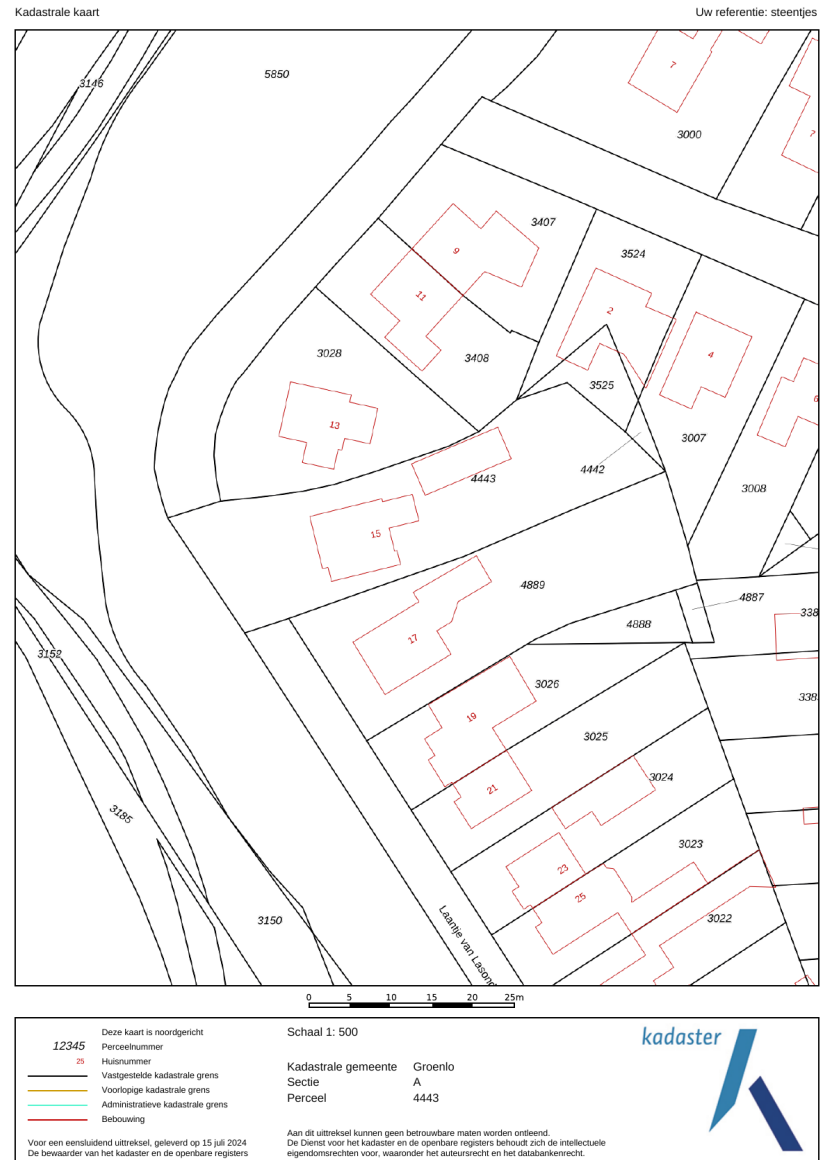 Kadastrale kaart
Uw referentie: steentjes
7
3146
5850
3000
7
3407
9
3524
11
2
3028
3408
4
3525
6
13
3007
4442
4443
3008
15
4889
4887
338
4888
17
3152
3026
338
19
3025
3024
21
3185
3023
23
25
3022
3150
Laantje van Lasond
0 5 10 15 20 25m
Deze kaart is noordgericht
12345 Perceelnummer
25 Huisnummer
Vastgestelde kadastrale grens
Voorlopige kadastrale grens
Administratieve kadastrale grens
Bebouwing
Voor een eensluidend uittreksel, geleverd op 15 juli 2024
De bewaarder van het kadaster en de openbare registers
Schaal 1: 500
Kadastrale gemeente Groenlo
Sectie A
Perceel 4443
Aan dit uittreksel kunnen geen betrouwbare maten worden ontleend.
De Dienst voor het kadaster en de openbare registers behoudt zich de intellectuele
eigendomsrechten voor, waaronder het auteursrecht en het databankenrecht.
kadaster